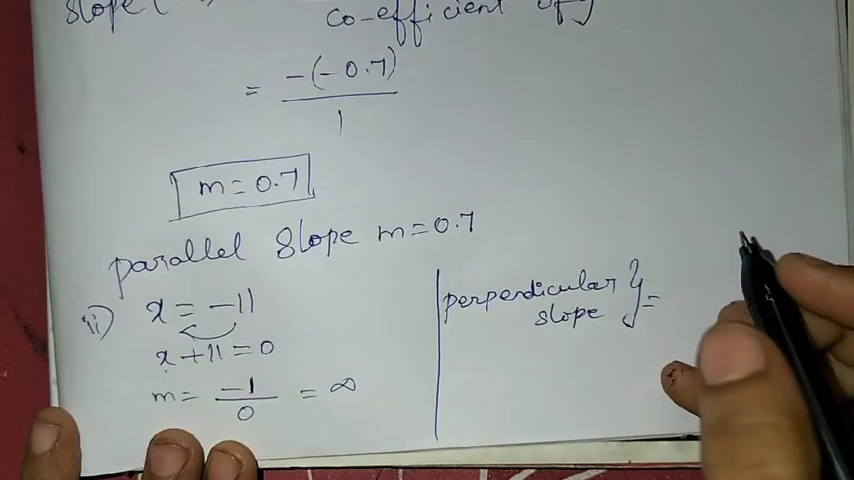 slope(
co-efficient of y
= -(-0.7)
1
m=0.7
parallel slope m=0.7
ii) x = -11
x+11=0
m= -1/0 = ∞
perpendicular }
slope } =